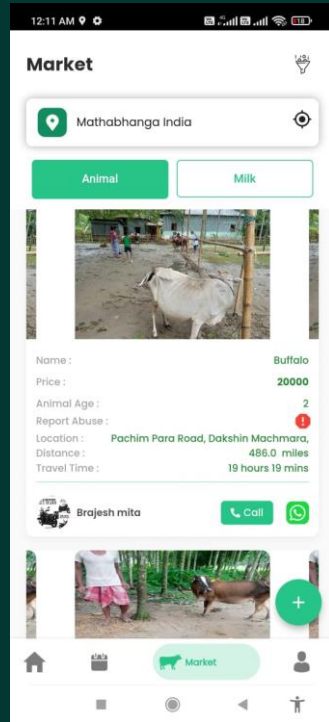 12:11 AM
Market
Mathabhanga India
Animal
Milk
Name :
Buffalo
Price :
20000
Animal Age :
2
Report Abuse :
Location :
Pachim Para Road, Dakshin Machmara,
Distance :
486.0 miles
Travel Time :
19 hours 19 mins
Brajesh mita
Call
Market